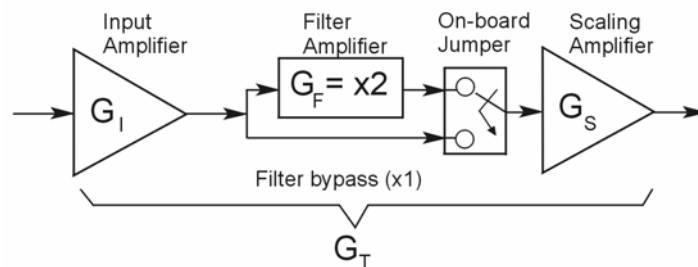 Input
Amplifier
Filter
Amplifier
On-board
Jumper
Scaling
Amplifier
G_I
G_F = x2
G_S
Filter bypass (x1)
G_T